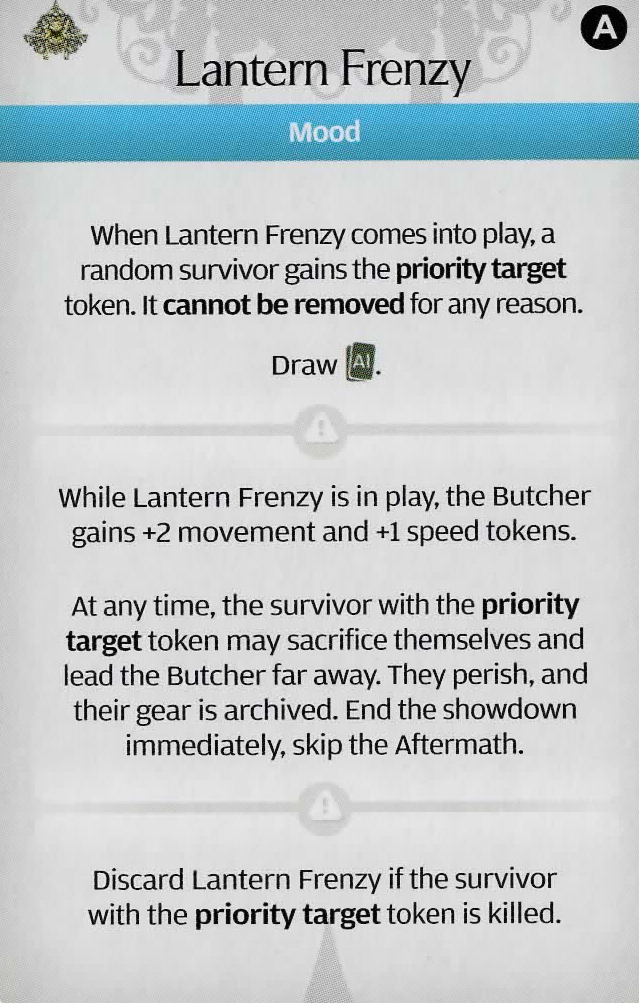 A
Lantern Frenzy
Mood
When Lantern Frenzy comes into play, a
random survivor gains the priority target
token. It cannot be removed for any reason.
Draw AI.
While Lantern Frenzy is in play, the Butcher
gains +2 movement and +1 speed tokens.
At any time, the survivor with the priority
target token may sacrifice themselves and
lead the Butcher far away. They perish, and
their gear is archived. End the showdown
immediately, skip the Aftermath.
Discard Lantern Frenzy if the survivor
with the priority target token is killed.